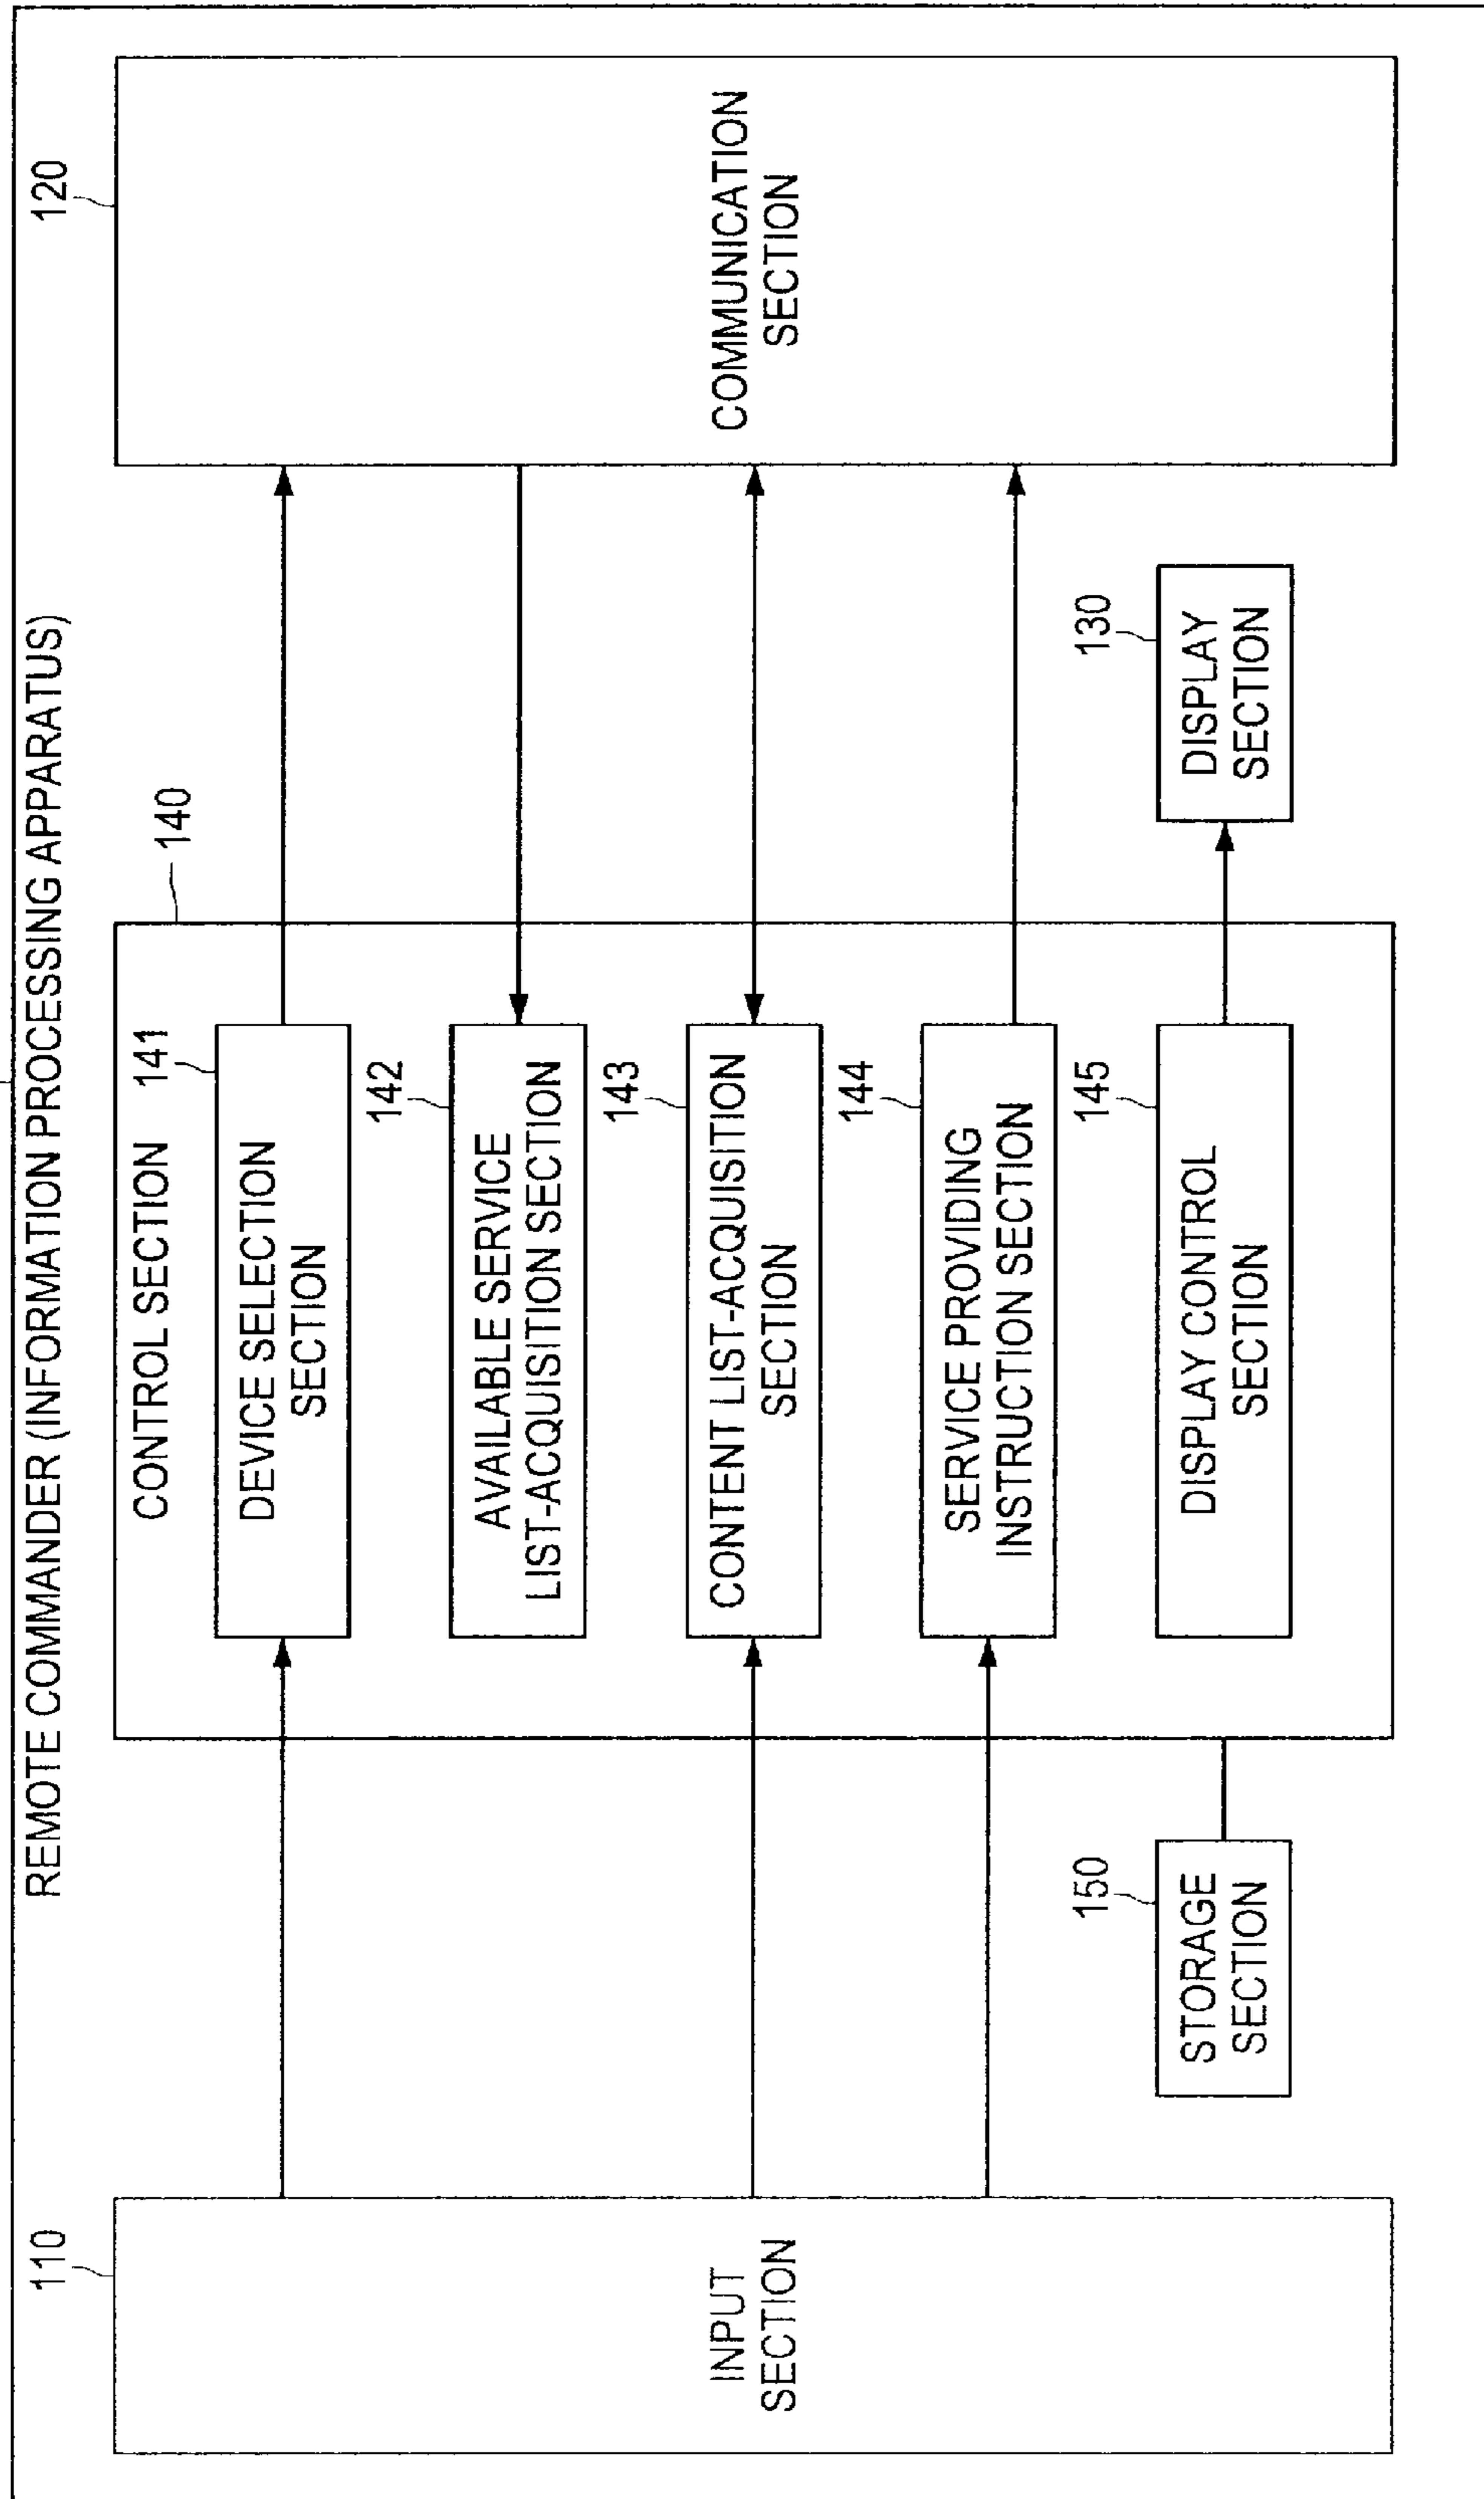 REMOTE COMMANDER (INFORMATION PROCESSING APPARATUS)
110
INPUT
SECTION
140
CONTROL SECTION
141
DEVICE SELECTION
SECTION
142
AVAILABLE SERVICE
LIST-ACQUISITION SECTION
143
CONTENT LIST-ACQUISITION
SECTION
144
SERVICE PROVIDING
INSTRUCTION SECTION
145
DISPLAY CONTROL
SECTION
150
STORAGE
SECTION
120
COMMUNICATION
SECTION
130
DISPLAY
SECTION